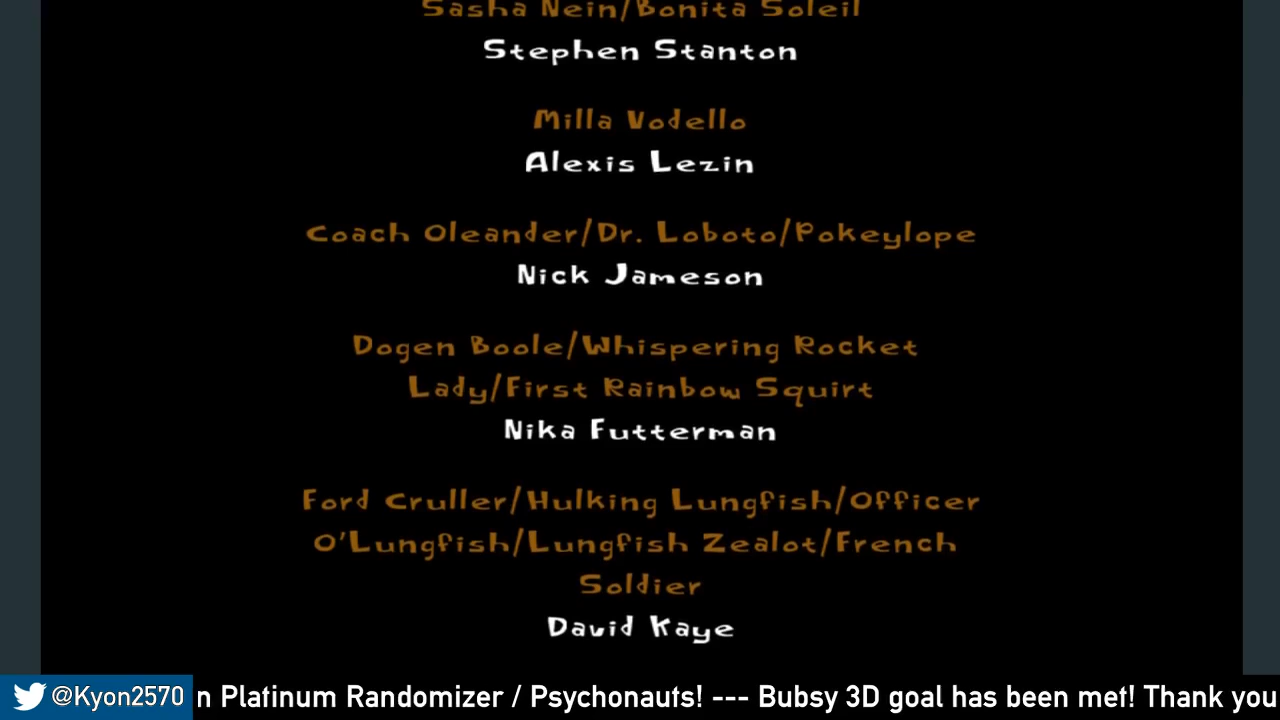 Sasha Nein/Bonita Soleil
Stephen Stanton
Milla Vodello
Alexis Lezin
Coach Oleander/Dr. Loboto/Pokeylope
Nick Jameson
Dogen Boole/Whispering Rocket
Lady/First Rainbow Squirt
Nika Futterman
Ford Cruller/Hulking Lungfish/Officer
O'Lungfish/Lungfish Zealot/French
Soldier
David Kaye
@Kyon2570 n Platinum Randomizer / Psychonauts! --- Bubsy 3D goal has been met! Thank you